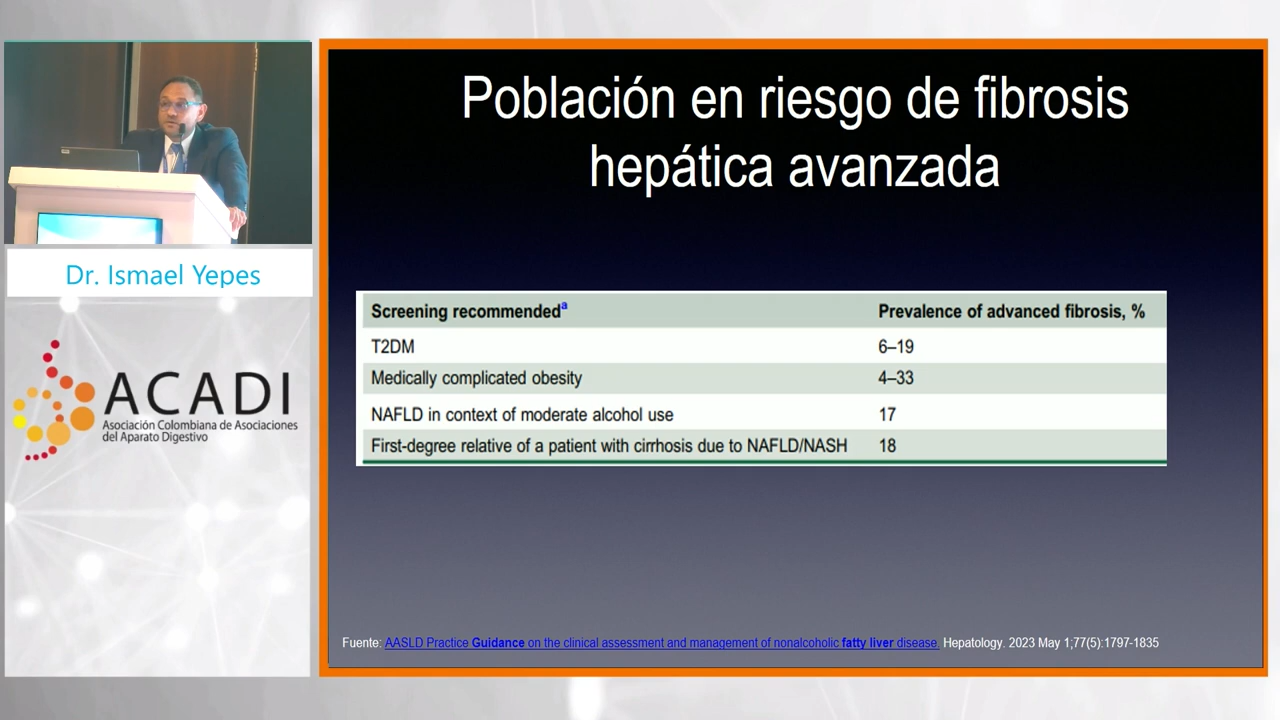 Población en riesgo de fibrosis
hepática avanzada
Dr. Ismael Yepes
ACADI
Asociación Colombiana de Asociaciones
del Aparato Digestivo
Screening recommendedª Prevalence of advanced fibrosis, %
T2DM 6–19
Medically complicated obesity 4–33
NAFLD in context of moderate alcohol use 17
First-degree relative of a patient with cirrhosis due to NAFLD/NASH 18
Fuente: AASLD Practice Guidance on the clinical assessment and management of nonalcoholic fatty liver disease. Hepatology. 2023 May 1;77(5):1797-1835